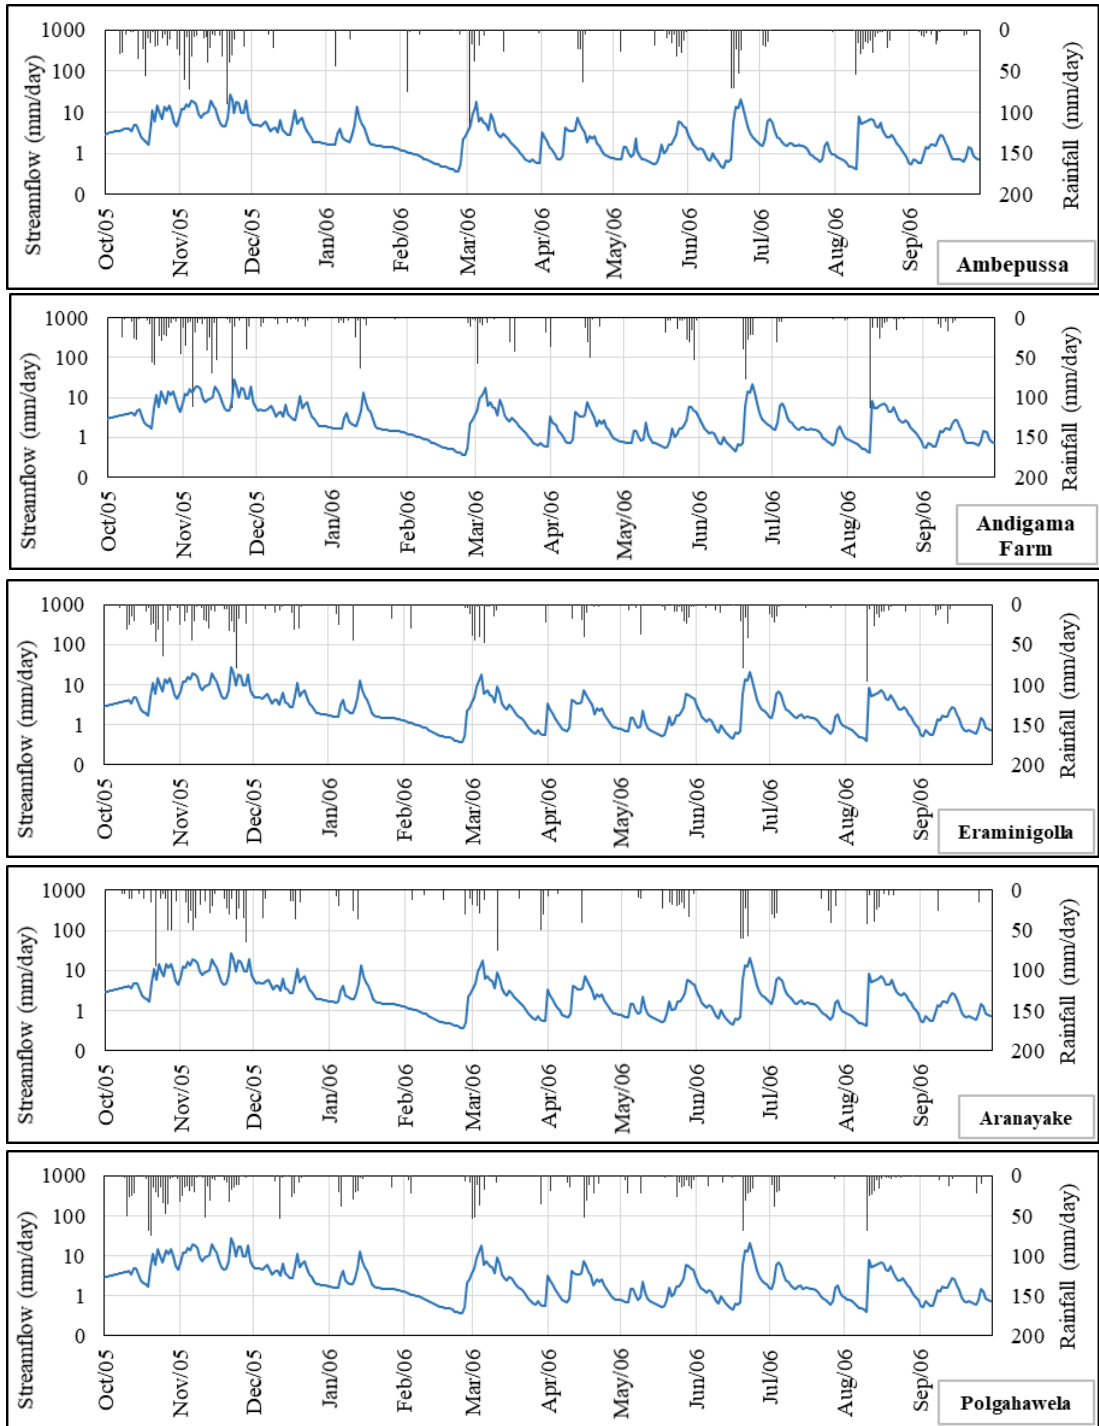 Streamflow (mm/day)
1000
100
10
1
0
0
50
100
150
200
Rainfall (mm/day)
Oct/05
Nov/05
Dec/05
Jan/06
Feb/06
Mar/06
Apr/06
May/06
Jun/06
Jul/06
Aug/06
Sep/06
Ambepussa
Streamflow (mm/day)
1000
100
10
1
0
0
50
100
150
200
Rainfall (mm/day)
Oct/05
Nov/05
Dec/05
Jan/06
Feb/06
Mar/06
Apr/06
May/06
Jun/06
Jul/06
Aug/06
Sep/06
Andigama
Farm
Streamflow (mm/day)
1000
100
10
1
0
0
50
100
150
200
Rainfall (mm/day)
Oct/05
Nov/05
Dec/05
Jan/06
Feb/06
Mar/06
Apr/06
May/06
Jun/06
Jul/06
Aug/06
Sep/06
Eraminigolla
Streamflow (mm/day)
1000
100
10
1
0
0
50
100
150
200
Rainfall (mm/day)
Oct/05
Nov/05
Dec/05
Jan/06
Feb/06
Mar/06
Apr/06
May/06
Jun/06
Jul/06
Aug/06
Sep/06
Aranayake
Streamflow (mm/day)
1000
100
10
1
0
0
50
100
150
200
Rainfall (mm/day)
Oct/05
Nov/05
Dec/05
Jan/06
Feb/06
Mar/06
Apr/06
May/06
Jun/06
Jul/06
Aug/06
Sep/06
Polgahawela